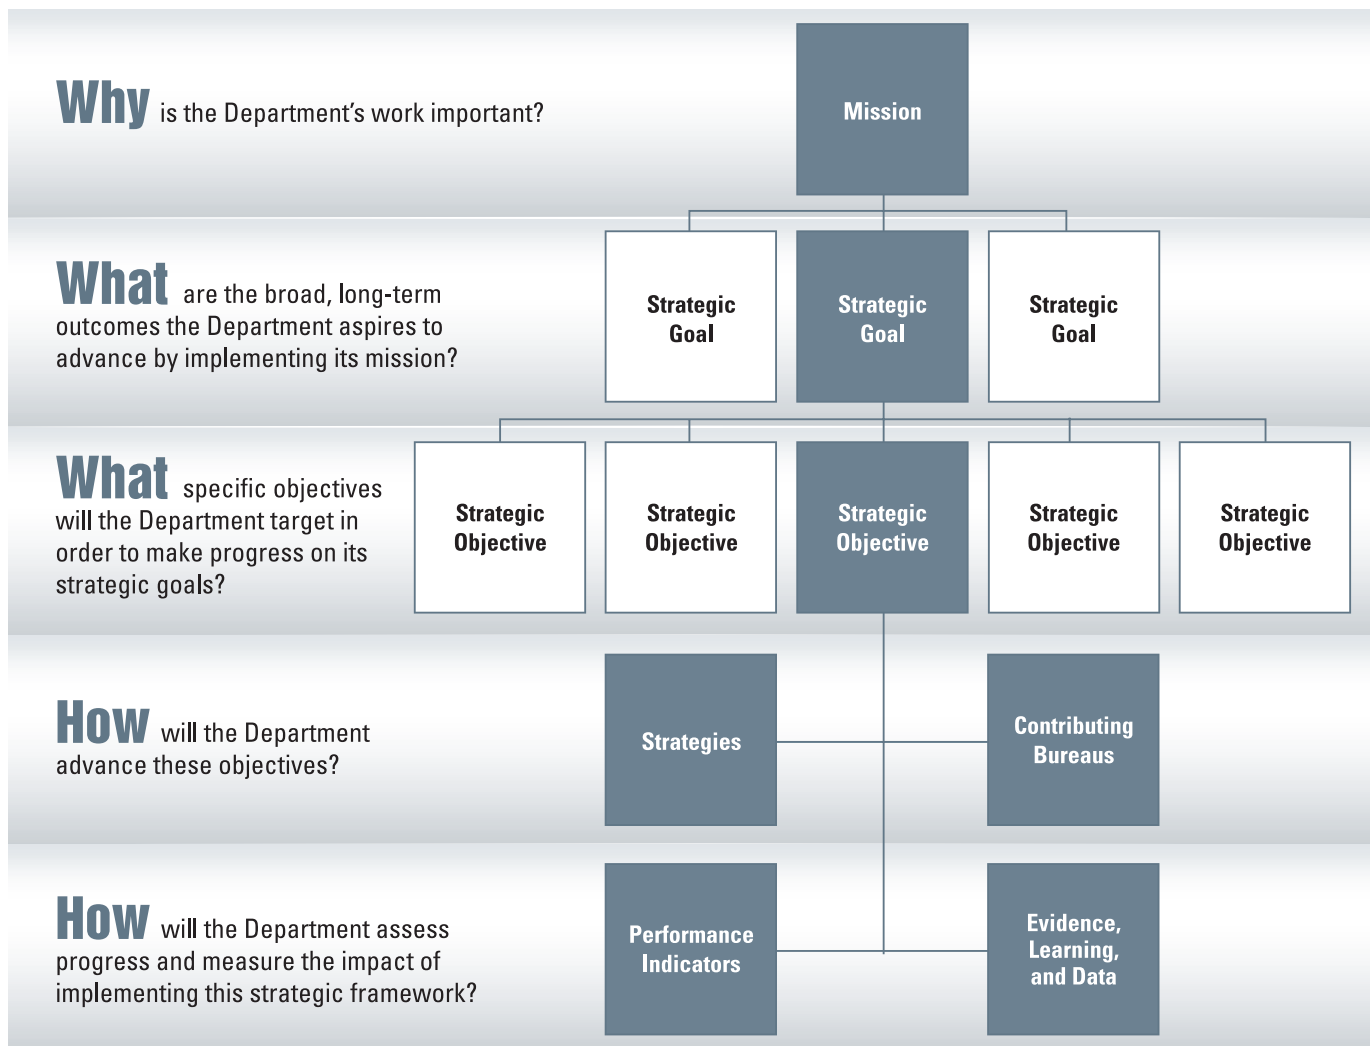 Why is the Department’s work important?
Mission
What are the broad, long-term
outcomes the Department aspires to
advance by implementing its mission?
Strategic
Goal
Strategic
Goal
Strategic
Goal
What specific objectives
will the Department target in
order to make progress on its
strategic goals?
Strategic
Objective
Strategic
Objective
Strategic
Objective
Strategic
Objective
Strategic
Objective
How will the Department
advance these objectives?
Strategies
Contributing
Bureaus
How will the Department assess
progress and measure the impact of
implementing this strategic framework?
Performance
Indicators
Evidence,
Learning,
and Data